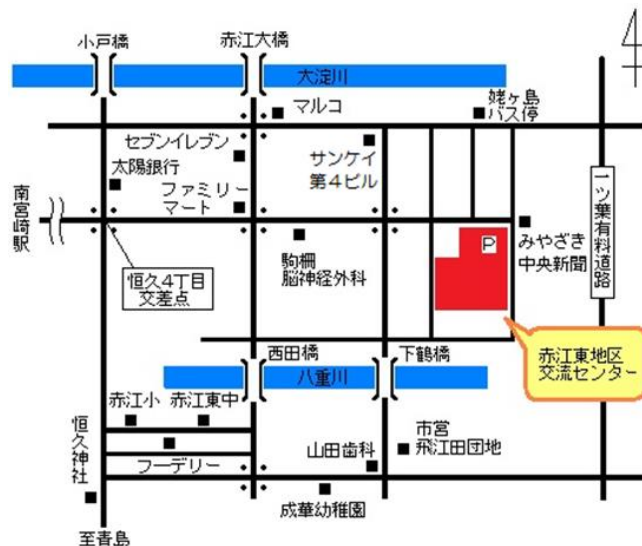 小戸橋
赤江大橋
大淀川
マルコ
姥ヶ島
バス停
セブンイレブン
太陽銀行
サンケイ
第4ビル
ファミリー
マート
南宮崎駅
一ツ葉有料道路
P
みやざき
中央新聞
駒柵
脳神経外科
恒久4丁目
交差点
西田橋
下鶴橋
赤江東地区
交流センター
八重川
赤江小
赤江東中
恒久神社
市営
飛江田団地
山田歯科
フーデリー
成華幼稚園
至青島